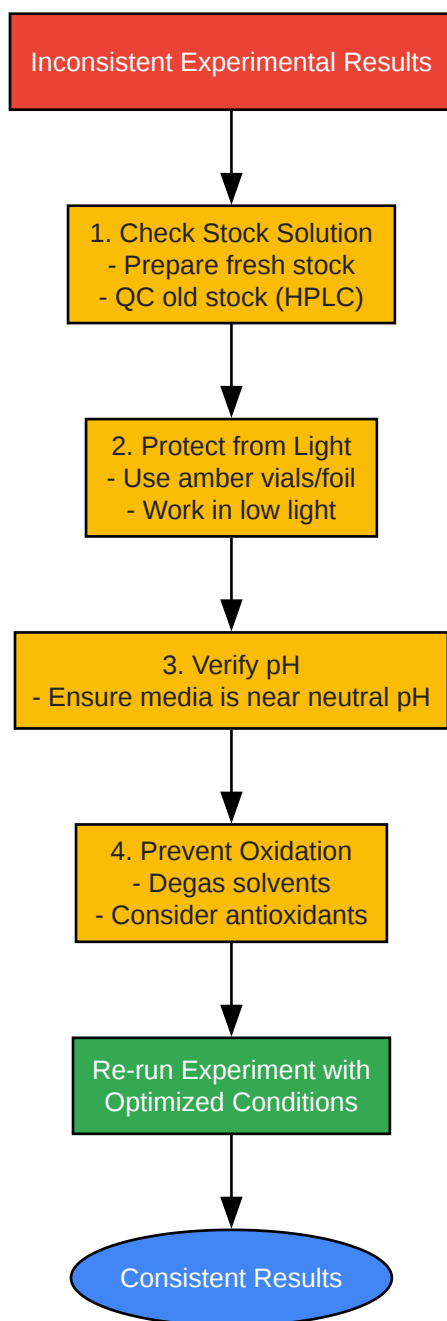 Inconsistent Experimental Results
1. Check Stock Solution
- Prepare fresh stock
- QC old stock (HPLC)
2. Protect from Light
- Use amber vials/foil
- Work in low light
3. Verify pH
- Ensure media is near neutral pH
4. Prevent Oxidation
- Degas solvents
- Consider antioxidants
Re-run Experiment with
Optimized Conditions
Consistent Results